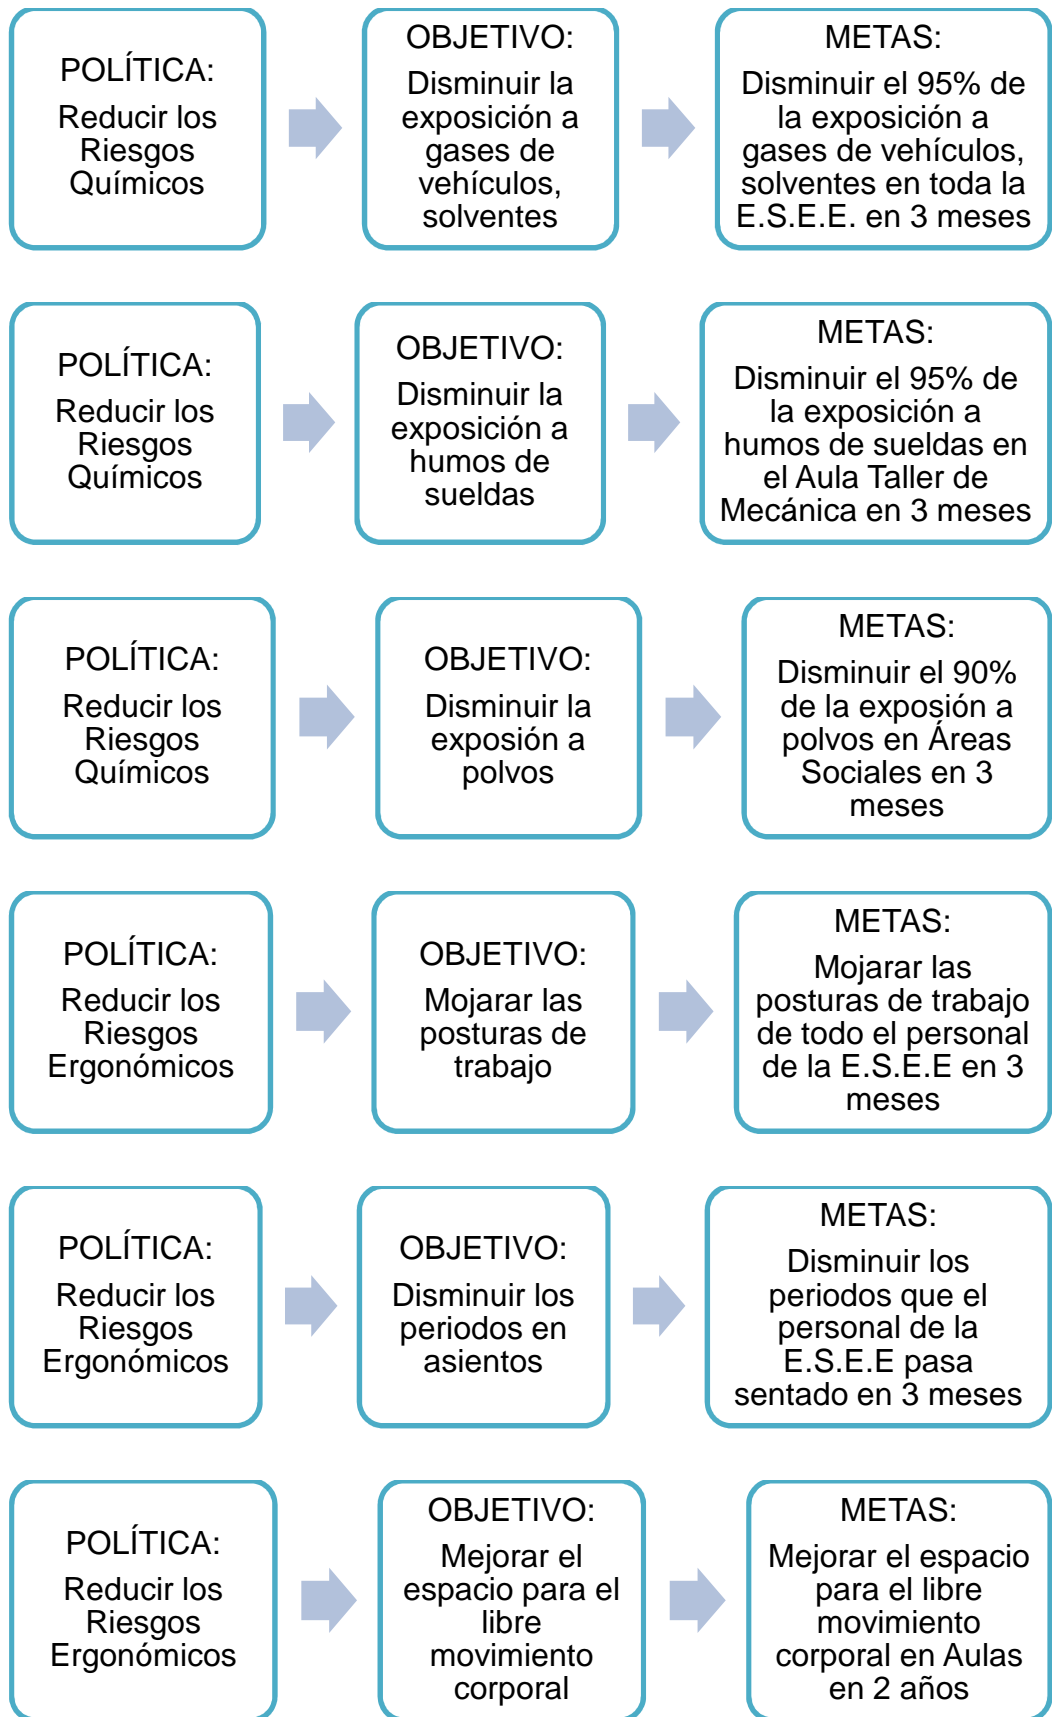 POLÍTICA:
Reducir los
Riesgos
Químicos
OBJETIVO:
Disminuir la
exposición a
gases de
vehículos,
solventes
METAS:
Disminuir el 95% de
la exposición a
gases de vehículos,
solventes en toda la
E.S.E.E. en 3 meses
POLÍTICA:
Reducir los
Riesgos
Químicos
OBJETIVO:
Disminuir la
exposición a
humos de
sueldas
METAS:
Disminuir el 95% de
la exposición a
humos de sueldas en
el Aula Taller de
Mecánica en 3 meses
POLÍTICA:
Reducir los
Riesgos
Químicos
OBJETIVO:
Disminuir la
exposión a
polvos
METAS:
Disminuir el 90%
de la exposión a
polvos en Áreas
Sociales en 3
meses
POLÍTICA:
Reducir los
Riesgos
Ergonómicos
OBJETIVO:
Mojarar las
posturas de
trabajo
METAS:
Mojarar las
posturas de trabajo
de todo el personal
de la E.S.E.E en 3
meses
POLÍTICA:
Reducir los
Riesgos
Ergonómicos
OBJETIVO:
Disminuir los
periodos en
asientos
METAS:
Disminuir los
periodos que el
personal de la
E.S.E.E pasa
sentado en 3 meses
POLÍTICA:
Reducir los
Riesgos
Ergonómicos
OBJETIVO:
Mejorar el
espacio para el
libre
movimiento
corporal
METAS:
Mejorar el espacio
para el libre
movimiento
corporal en Aulas
en 2 años